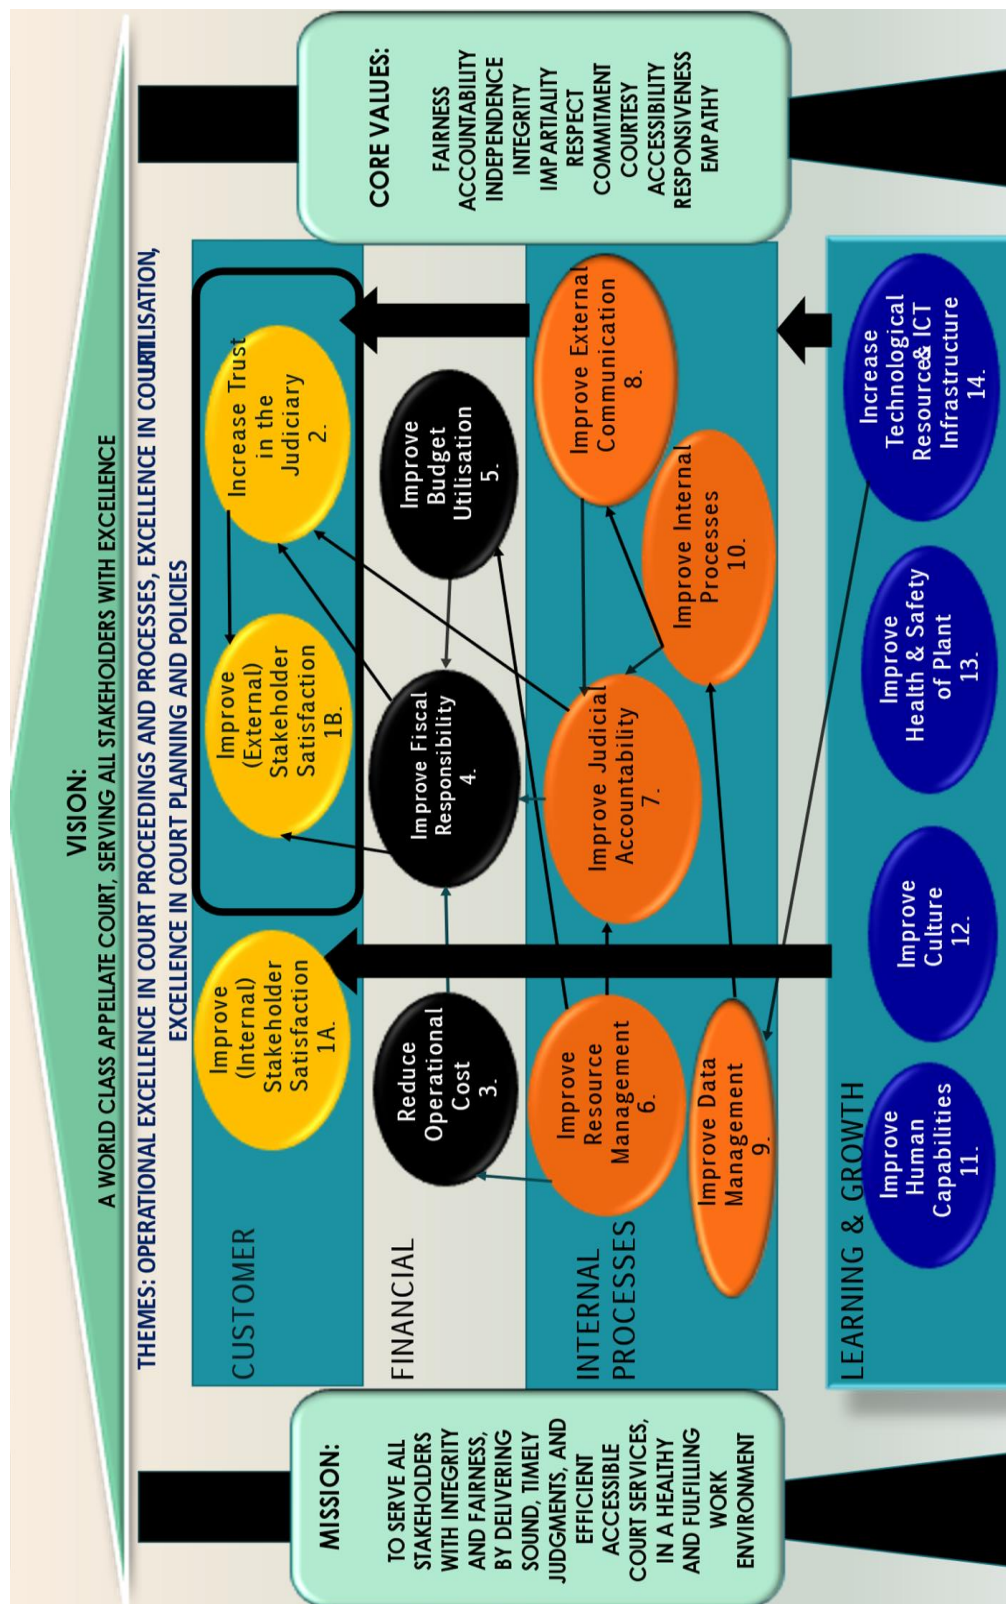 VISION:
A WORLD CLASS APPELLATE COURT, SERVING ALL STAKEHOLDERS WITH EXCELLENCE
THEMES: OPERATIONAL EXCELLENCE IN COURT PROCEEDINGS AND PROCESSES, EXCELLENCE IN COURT UTILISATION,
EXCELLENCE IN COURT PLANNING AND POLICIES
MISSION:
TO SERVE ALL
STAKEHOLDERS
WITH INTEGRITY
AND FAIRNESS,
BY DELIVERING
SOUND, TIMELY
JUDGMENTS, AND
EFFICIENT
ACCESSIBLE
COURT SERVICES,
IN A HEALTHY
AND FULFILLING
WORK
ENVIRONMENT
CUSTOMER
Improve
(Internal)
Stakeholder
Satisfaction
1A.
Improve
(External)
Stakeholder
Satisfaction
1B.
Increase Trust
in the
Judiciary
2.
FINANCIAL
Reduce
Operational
Cost
3.
Improve Fiscal
Responsibility
4.
Improve
Budget
Utilisation
5.
INTERNAL
PROCESSES
Improve
Resource
Management
6.
Improve Judicial
Accountability
7.
Improve External
Communication
8.
Improve Data
Management
9.
Improve Internal
Processes
10.
LEARNING & GROWTH
Improve
Human
Capabilities
11.
Improve
Culture
12.
Improve
Health & Safety
of Plant
13.
Increase
Technological
Resource& ICT
Infrastructure
14.
CORE VALUES:
FAIRNESS
ACCOUNTABILITY
INDEPENDENCE
INTEGRITY
IMPARTIALITY
RESPECT
COMMITMENT
COURTESY
ACCESSIBILITY
RESPONSIVENESS
EMPATHY